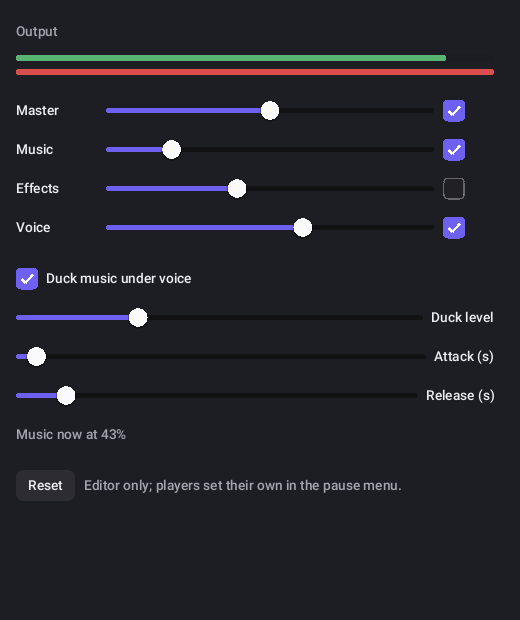 Output
Master
Music
Effects
Voice
Duck music under voice
Duck level
Attack (s)
Release (s)
Music now at 43%
Reset
Editor only; players set their own in the pause menu.